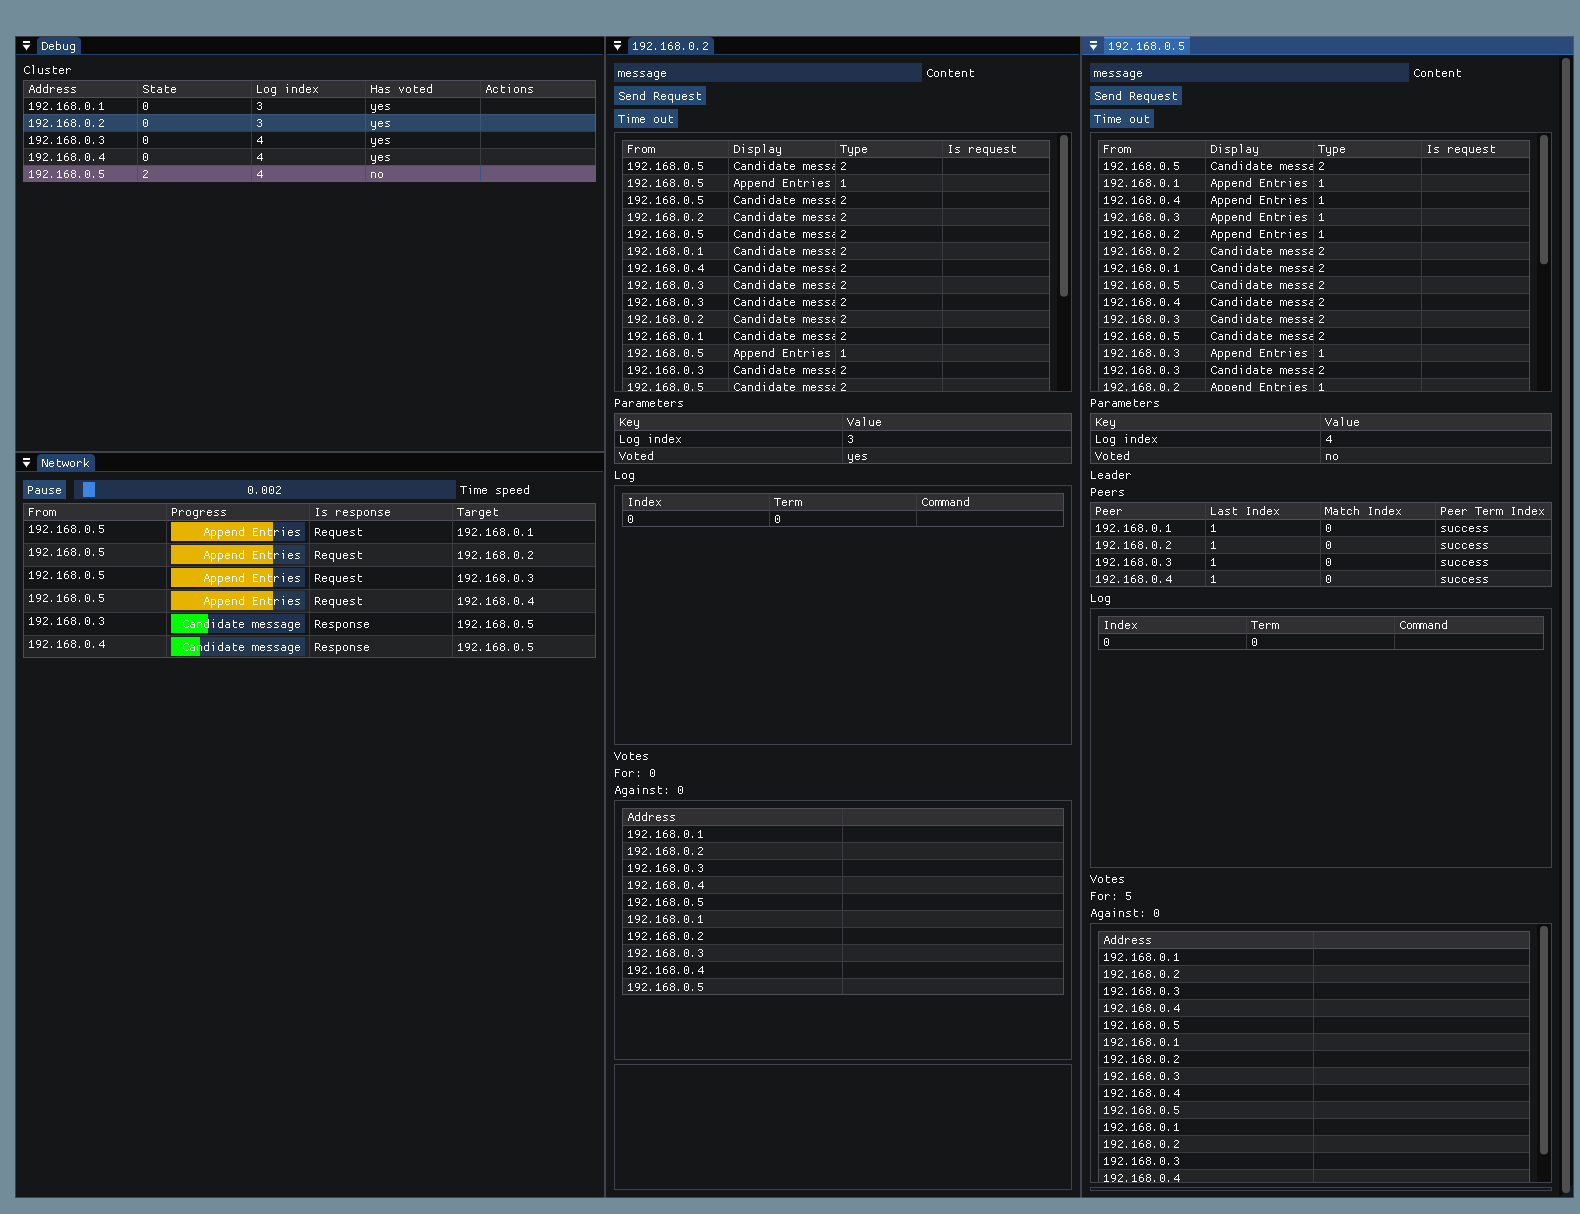 Debug
Cluster
Address State Log index Has voted Actions
192.168.0.1 0 3 yes
192.168.0.2 0 3 yes
192.168.0.3 0 4 yes
192.168.0.4 0 4 yes
192.168.0.5 2 4 no
Network
Pause 0.002 Time speed
From Progress Is response Target
192.168.0.5 Append Entries Request 192.168.0.1
192.168.0.5 Append Entries Request 192.168.0.2
192.168.0.5 Append Entries Request 192.168.0.3
192.168.0.5 Append Entries Request 192.168.0.4
192.168.0.3 Candidate message Response 192.168.0.5
192.168.0.4 Candidate message Response 192.168.0.5
192.168.0.2
message Content
Send Request
Time out
From Display Type Is request
192.168.0.5 Candidate messa 2
192.168.0.5 Append Entries 1
192.168.0.5 Candidate messa 2
192.168.0.2 Candidate messa 2
192.168.0.5 Candidate messa 2
192.168.0.1 Candidate messa 2
192.168.0.4 Candidate messa 2
192.168.0.3 Candidate messa 2
192.168.0.3 Candidate messa 2
192.168.0.2 Candidate messa 2
192.168.0.1 Candidate messa 2
192.168.0.5 Append Entries 1
192.168.0.3 Candidate messa 2
192.168.0.5 Candidate messa 2
Parameters
Key Value
Log index 3
Voted yes
Log
Index Term Command
0 0
Votes
For: 0
Against: 0
Address
192.168.0.1
192.168.0.2
192.168.0.3
192.168.0.4
192.168.0.5
192.168.0.1
192.168.0.2
192.168.0.3
192.168.0.4
192.168.0.5
192.168.0.5
message Content
Send Request
Time out
From Display Type Is request
192.168.0.5 Candidate messa 2
192.168.0.1 Append Entries 1
192.168.0.4 Append Entries 1
192.168.0.3 Append Entries 1
192.168.0.2 Append Entries 1
192.168.0.2 Candidate messa 2
192.168.0.1 Candidate messa 2
192.168.0.5 Candidate messa 2
192.168.0.4 Candidate messa 2
192.168.0.3 Candidate messa 2
192.168.0.5 Candidate messa 2
192.168.0.3 Append Entries 1
192.168.0.3 Candidate messa 2
192.168.0.2 Append Entries 1
Parameters
Key Value
Log index 4
Voted no
Leader
Peers
Peer Last Index Match Index Peer Term Index
192.168.0.1 1 0 success
192.168.0.2 1 0 success
192.168.0.3 1 0 success
192.168.0.4 1 0 success
Log
Index Term Command
0 0
Votes
For: 5
Against: 0
Address
192.168.0.1
192.168.0.2
192.168.0.3
192.168.0.4
192.168.0.5
192.168.0.1
192.168.0.2
192.168.0.3
192.168.0.4
192.168.0.5
192.168.0.1
192.168.0.2
192.168.0.3
192.168.0.4